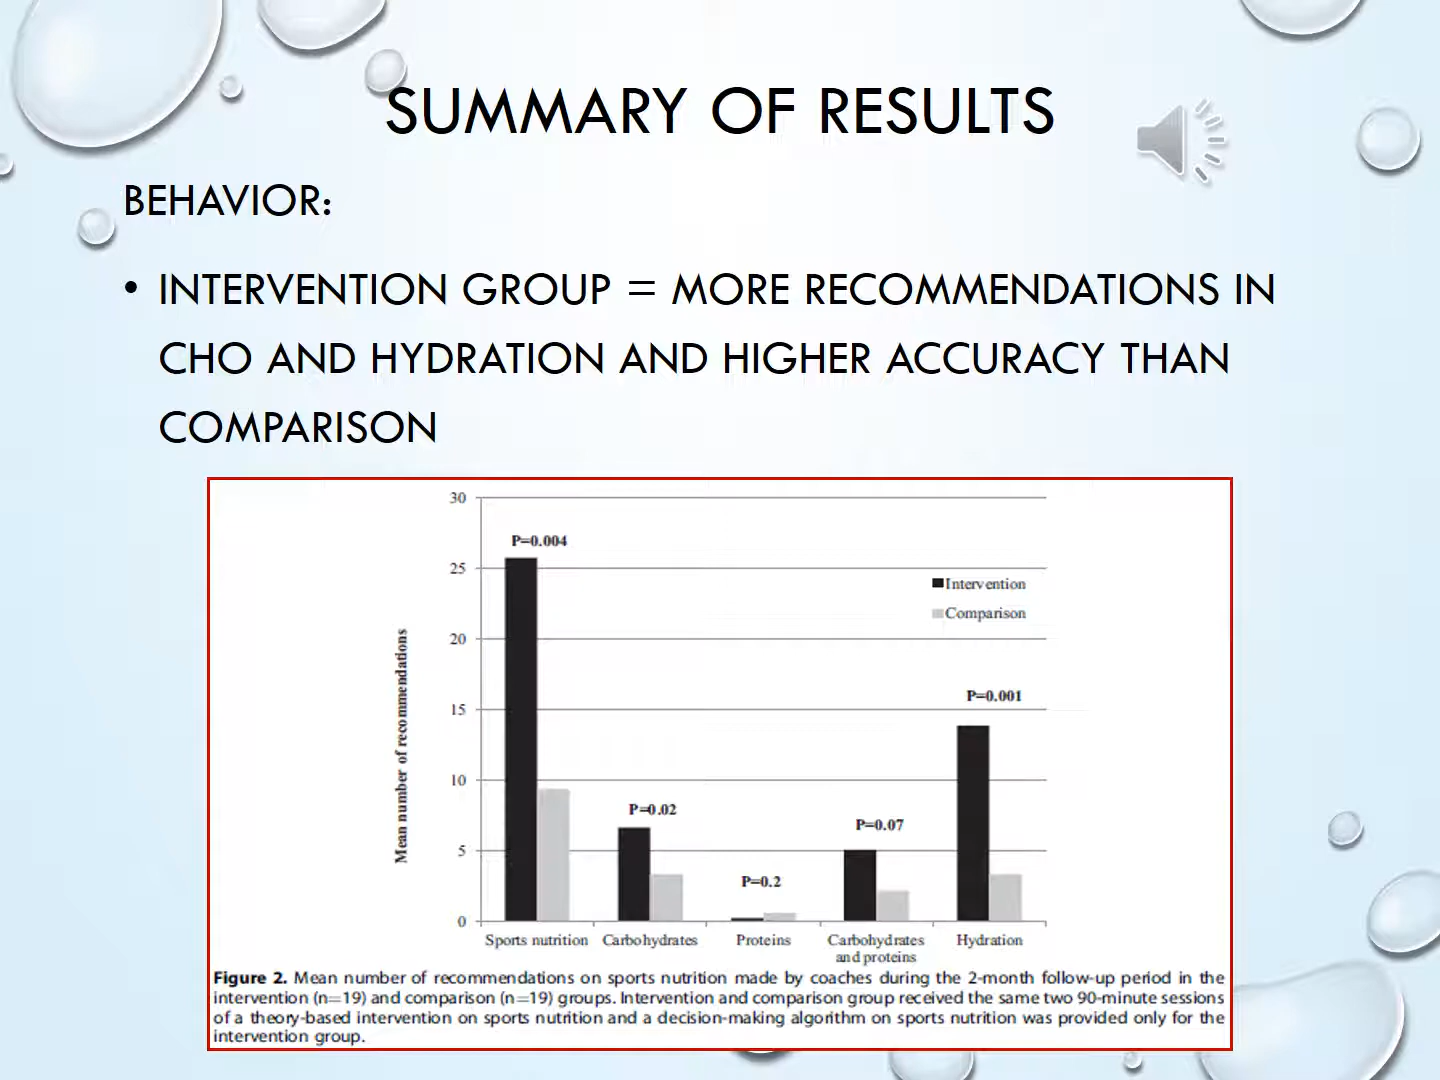 SUMMARY OF RESULTS
BEHAVIOR:
• INTERVENTION GROUP = MORE RECOMMENDATIONS IN
CHO AND HYDRATION AND HIGHER ACCURACY THAN
COMPARISON
30
25
20
15
10
5
0
Mean number of recommendations
P=0.004
P=0.02
P=0.2
P=0.07
P=0.001
Intervention
Comparison
Sports nutrition
Carbohydrates
Proteins
Carbohydrates
and proteins
Hydration
Figure 2. Mean number of recommendations on sports nutrition made by coaches during the 2-month follow-up period in the
intervention (n=19) and comparison (n=19) groups. Intervention and comparison group received the same two 90-minute sessions
of a theory-based intervention on sports nutrition and a decision-making algorithm on sports nutrition was provided only for the
intervention group.